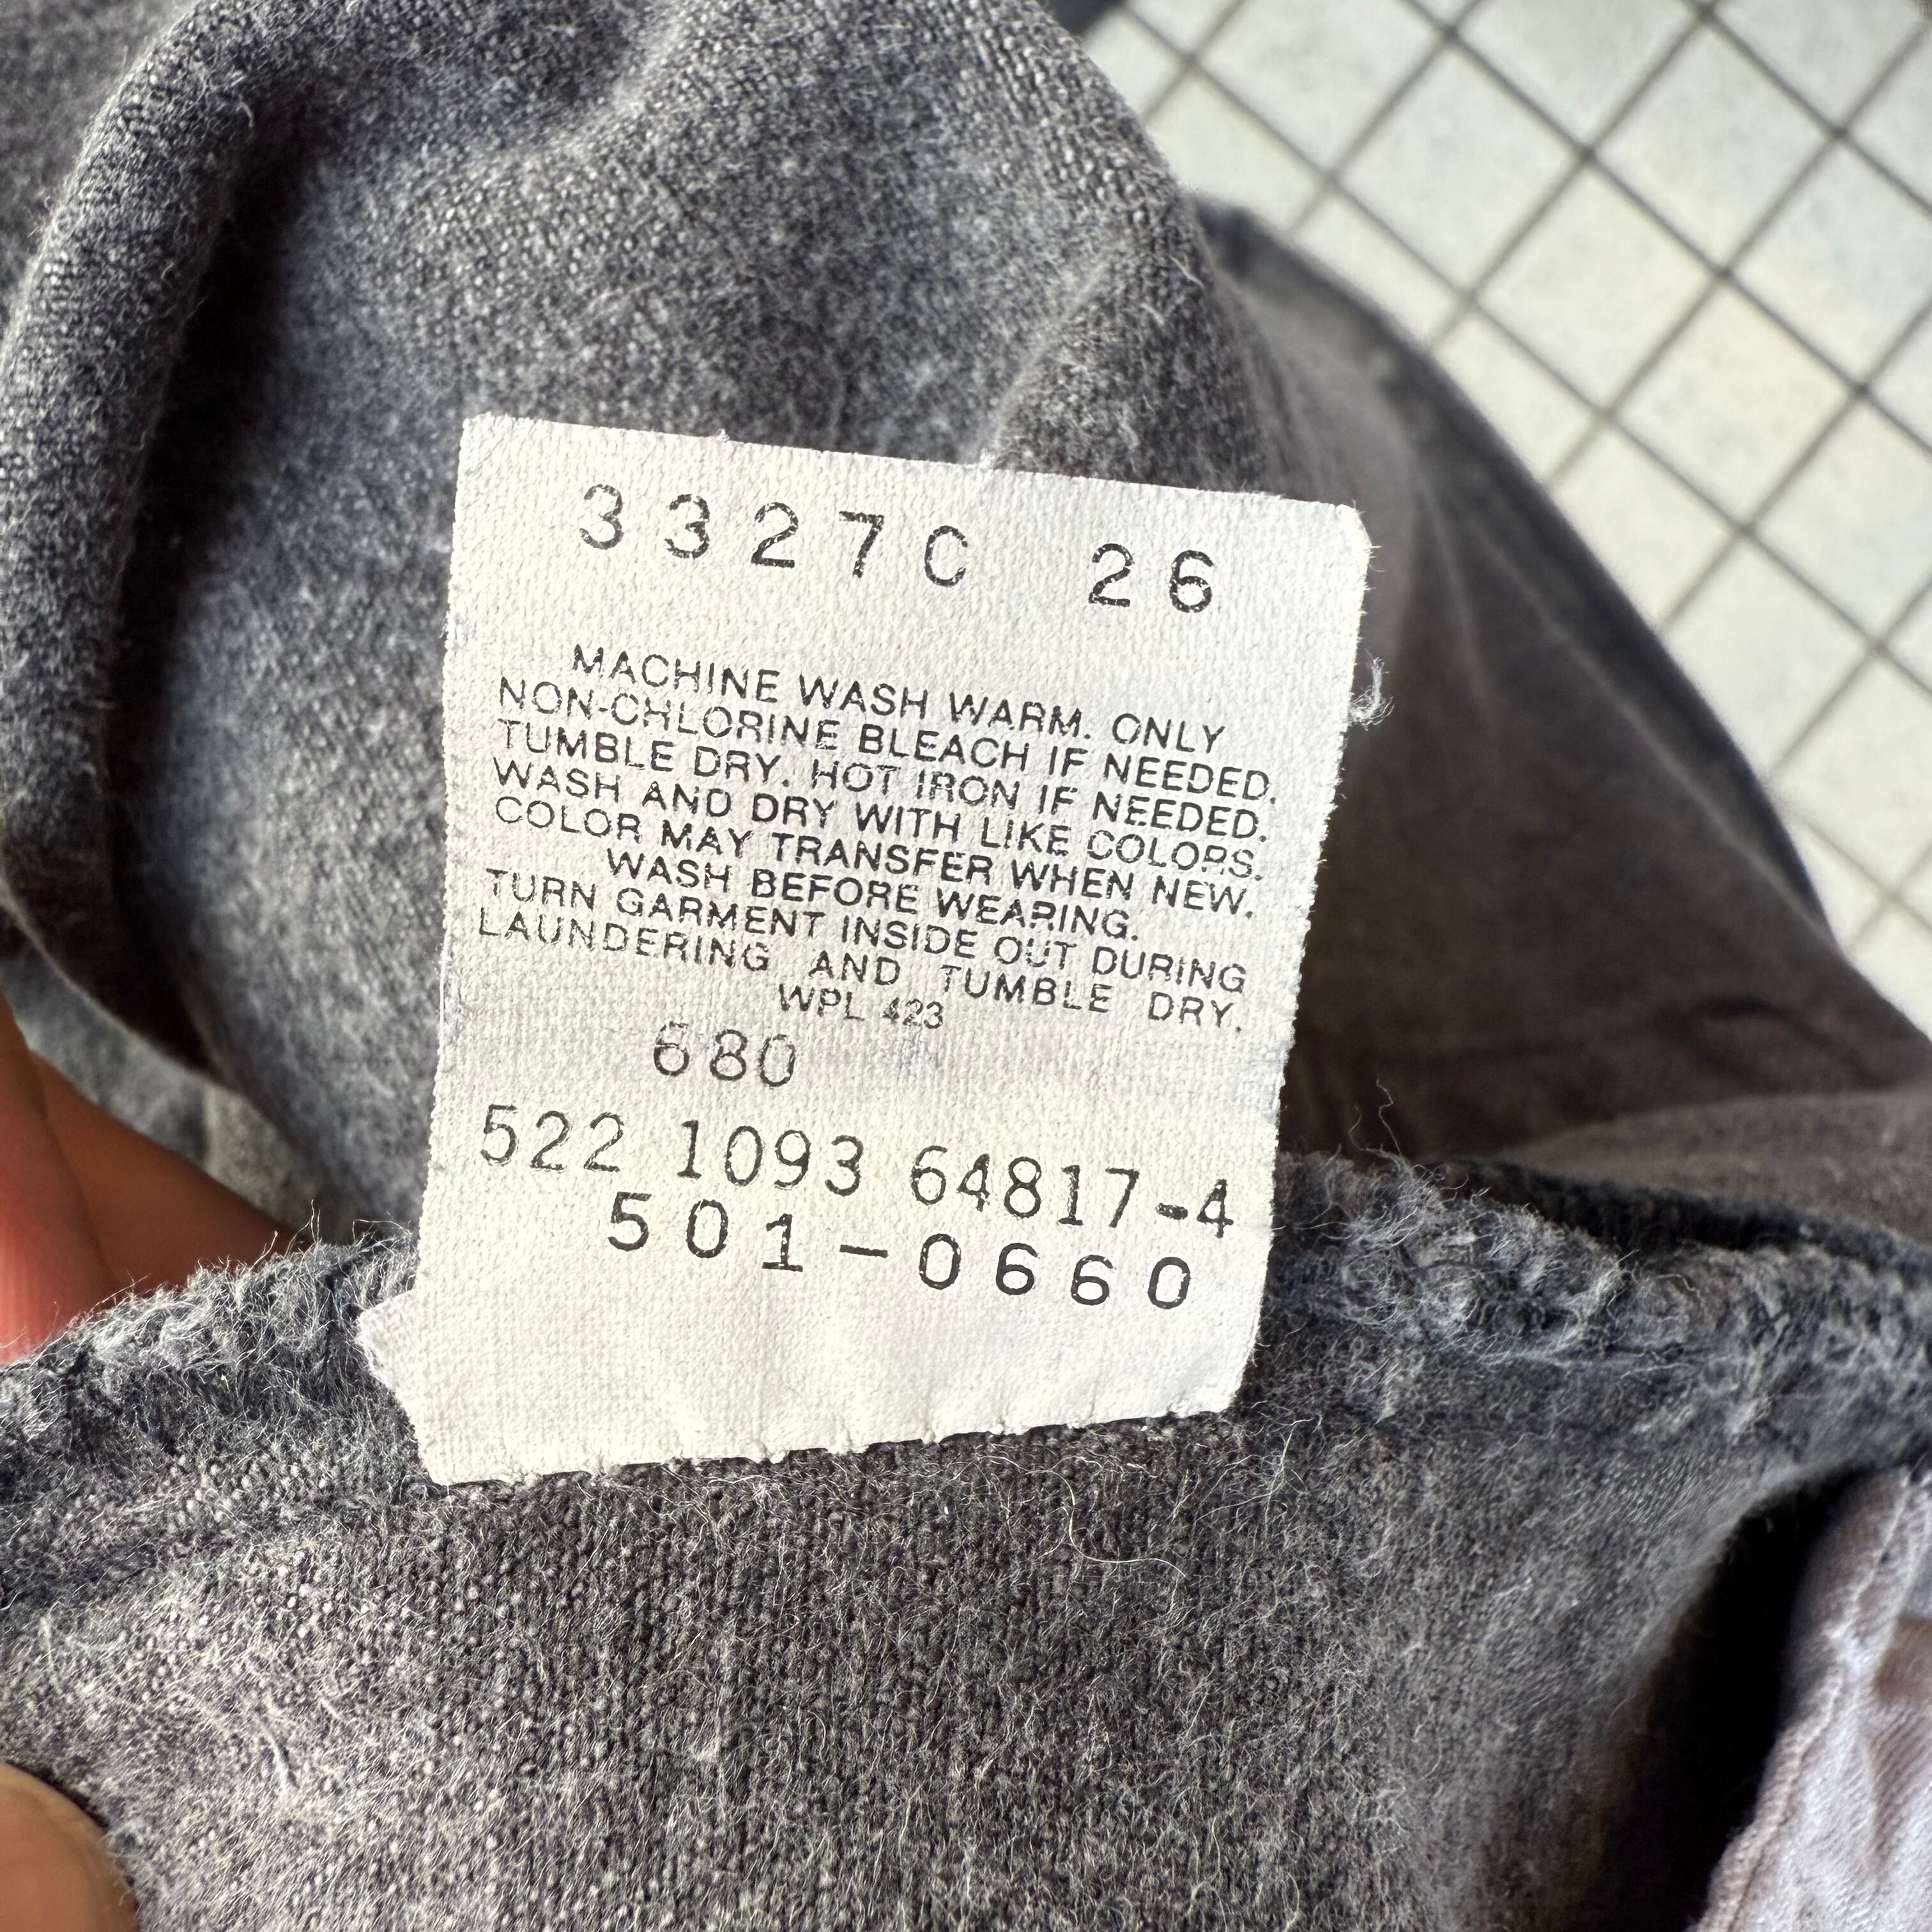 3327C 26
MACHINE WASH WARM. ONLY
NON-CHLORINE BLEACH IF NEEDED.
TUMBLE DRY. HOT IRON IF NEEDED.
WASH AND DRY WITH LIKE COLORS.
COLOR MAY TRANSFER WHEN NEW.
WASH BEFORE WEARING.
TURN GARMENT INSIDE OUT DURING
LAUNDERING AND TUMBLE DRY.
WPL 423
680
522 1093 64817-4
501-0660